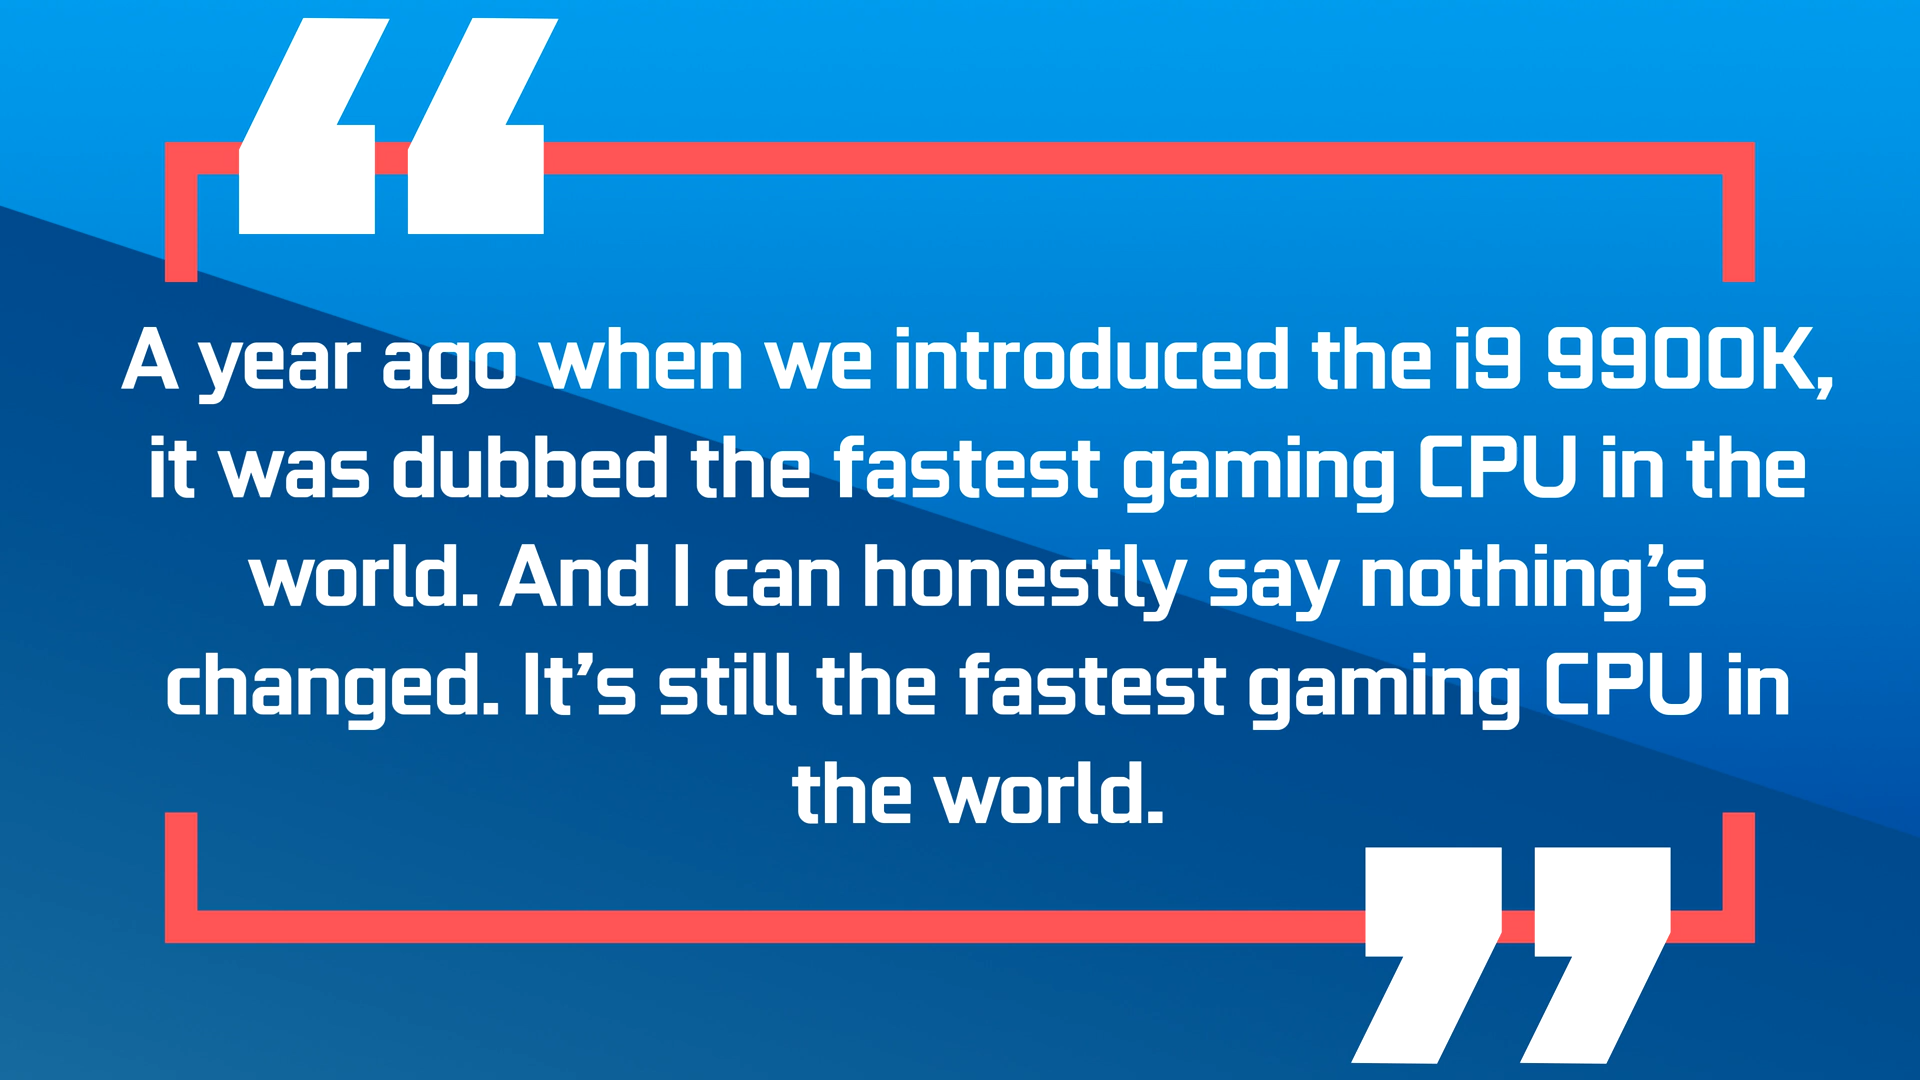 “
A year ago when we introduced the i9 9900K,
it was dubbed the fastest gaming CPU in the
world. And I can honestly say nothing’s
changed. It’s still the fastest gaming CPU in
the world.
”